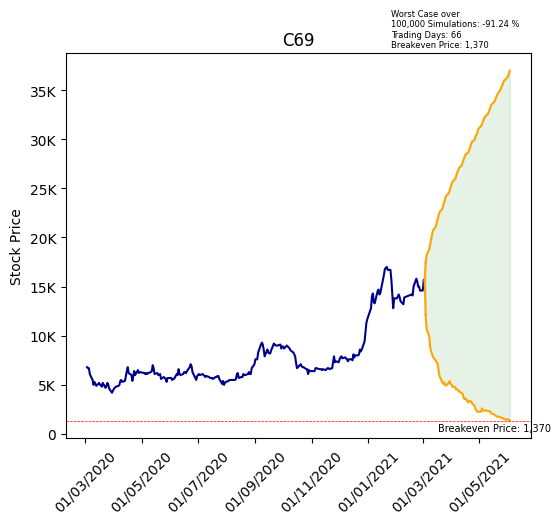 Worst Case over
100,000 Simulations: -91.24 %
Trading Days: 66
Breakeven Price: 1,370
C69
Stock Price
35K
30K
25K
20K
15K
10K
5K
0
Breakeven Price: 1,370
01/03/2020
01/05/2020
01/07/2020
01/09/2020
01/11/2020
01/01/2021
01/03/2021
01/05/2021